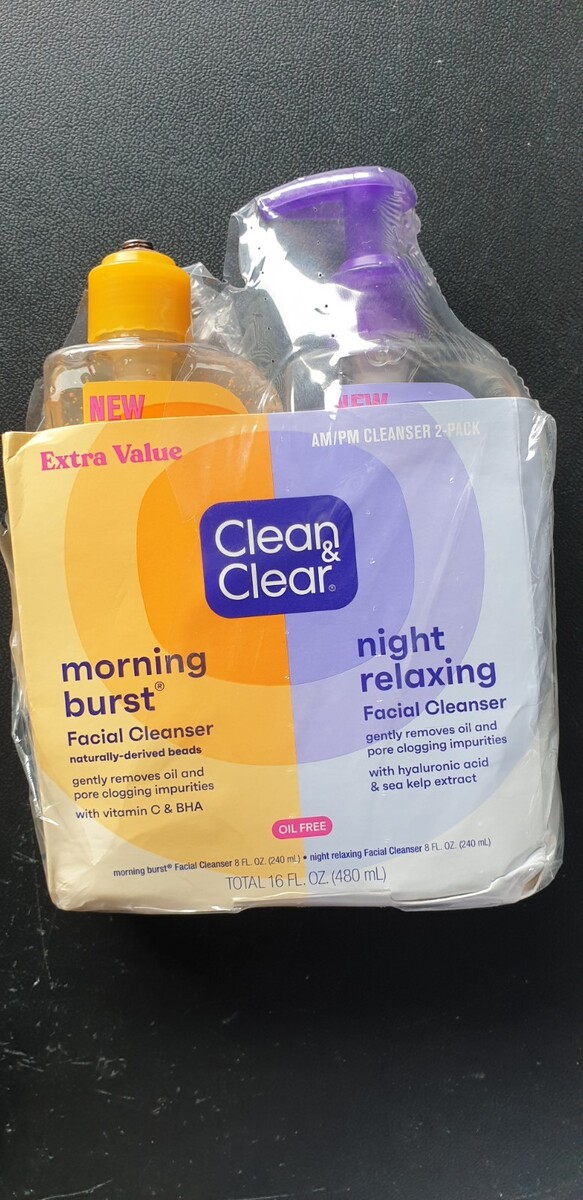 NEW
NEW
Extra Value
AM/PM CLEANSER 2-PACK
Clean
&
Clear®
morning
burst®
Facial Cleanser
naturally-derived beads
gently removes oil and
pore clogging impurities
with vitamin C & BHA
night
relaxing
Facial Cleanser
gently removes oil and
pore clogging impurities
with hyaluronic acid
& sea kelp extract
OIL FREE
morning burst® Facial Cleanser 8 FL. OZ. (240 mL) • night relaxing Facial Cleanser 8 FL. OZ. (240 mL)
TOTAL 16 FL. OZ. (480 mL)